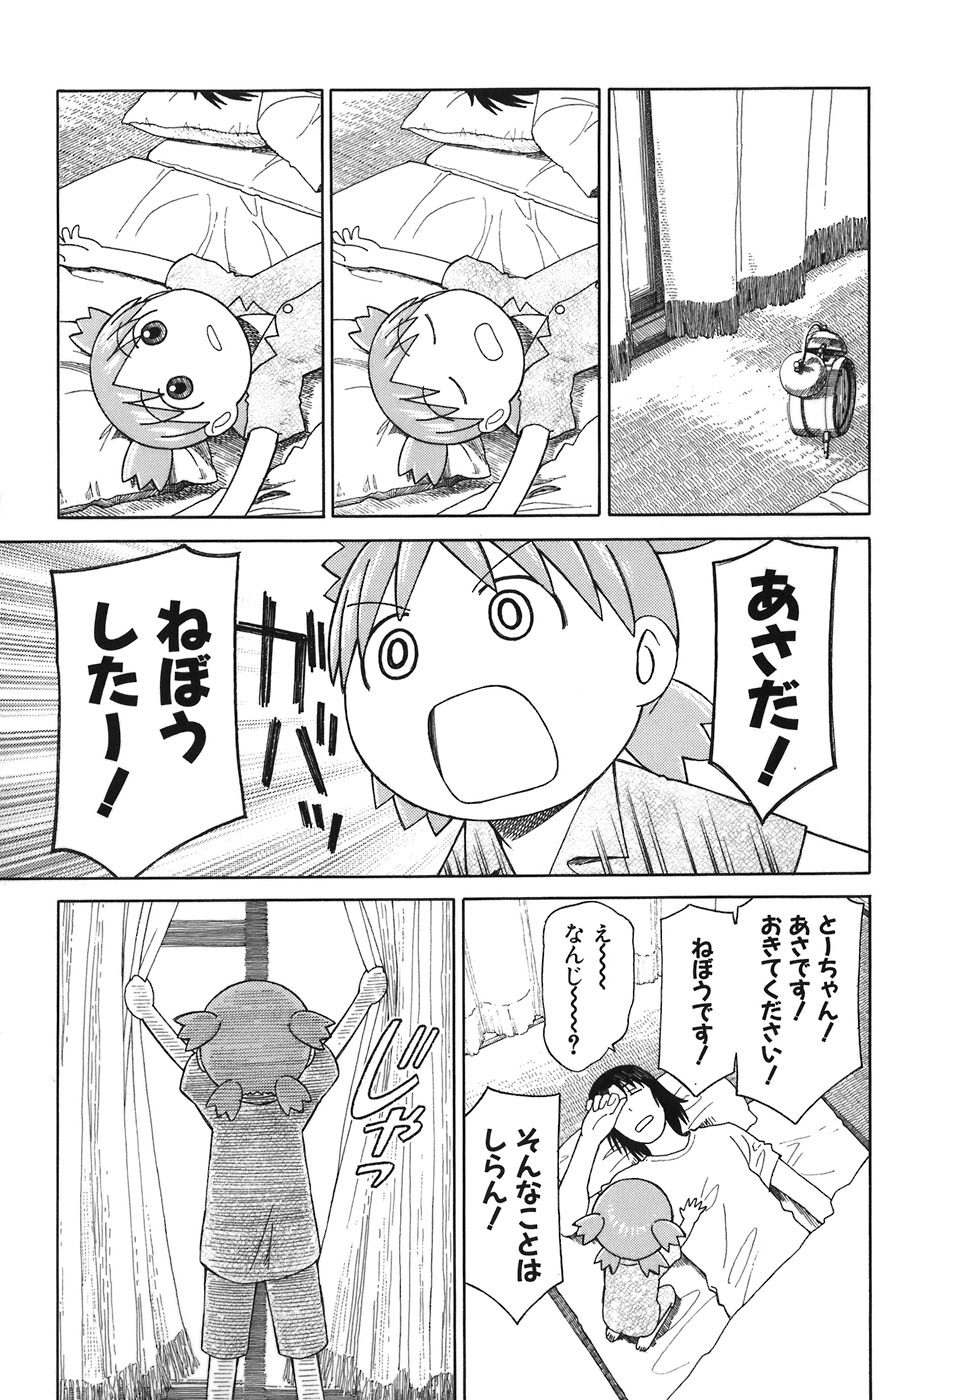 あさだ！
ガバッ
ねぼう
したー！
とーちゃん！
あさです！
おきてください！
ねぼうです！
え〜〜
なんじ〜〜？
そんなことは
しらん！
じゃっ